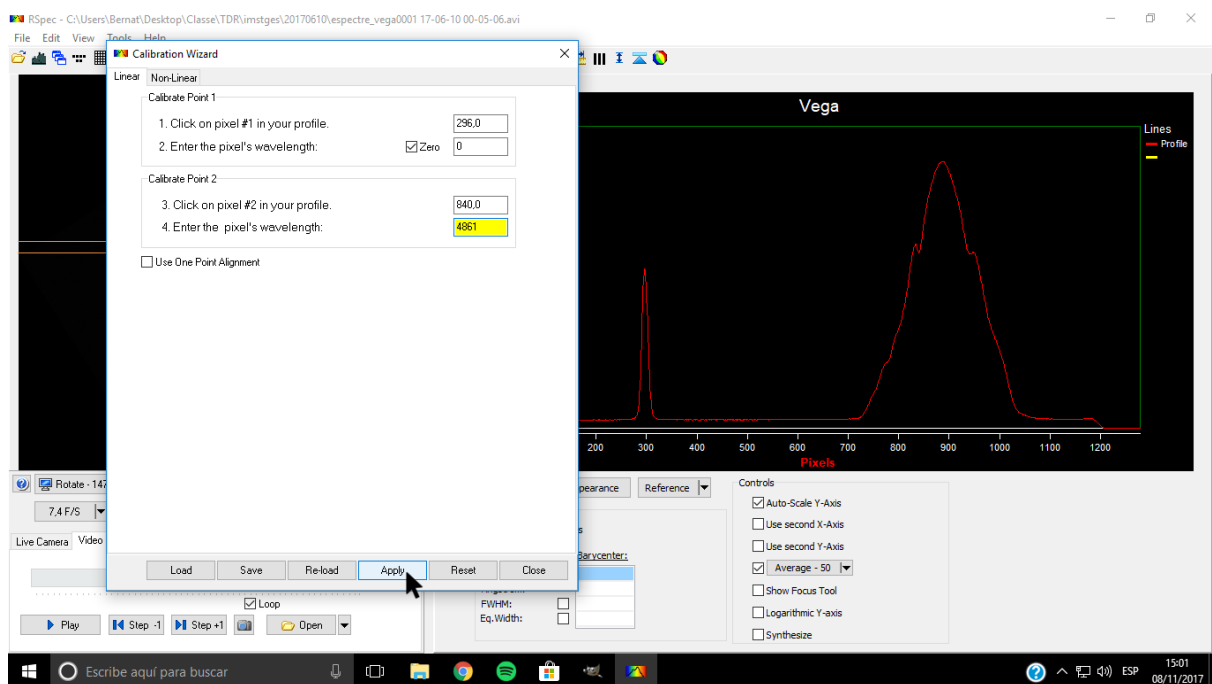 RSpec - C:\Users\Bernat\Desktop\Classe\TDR\imstges\20170610\espectre_vega0001 17-06-10 00-05-06.avi
File Edit View Tools Help
Calibration Wizard
Linear Non-Linear
Calibrate Point 1
1. Click on pixel #1 in your profile. 296,0
2. Enter the pixel's wavelength: Zero 0
Calibrate Point 2
3. Click on pixel #2 in your profile. 840,0
4. Enter the pixel's wavelength: 4861
Use One Point Alignment
Load Save Re-load Apply Reset Close
Vega
Lines
Profile
200 300 400 500 600 700 800 900 1000 1100 1200
Pixels
Rotate - 147
pearance Reference
7,4 F/S
Live Camera Video
Barycenter:
FWHM:
Eq.Width:
Controls
Auto-Scale Y-Axis
Use second X-Axis
Use second Y-Axis
Average - 50
Show Focus Tool
Logarithmic Y-axis
Synthesize
Loop
Play Step -1 Step +1 Open
Escribe aquí para buscar
ESP 15:01
08/11/2017